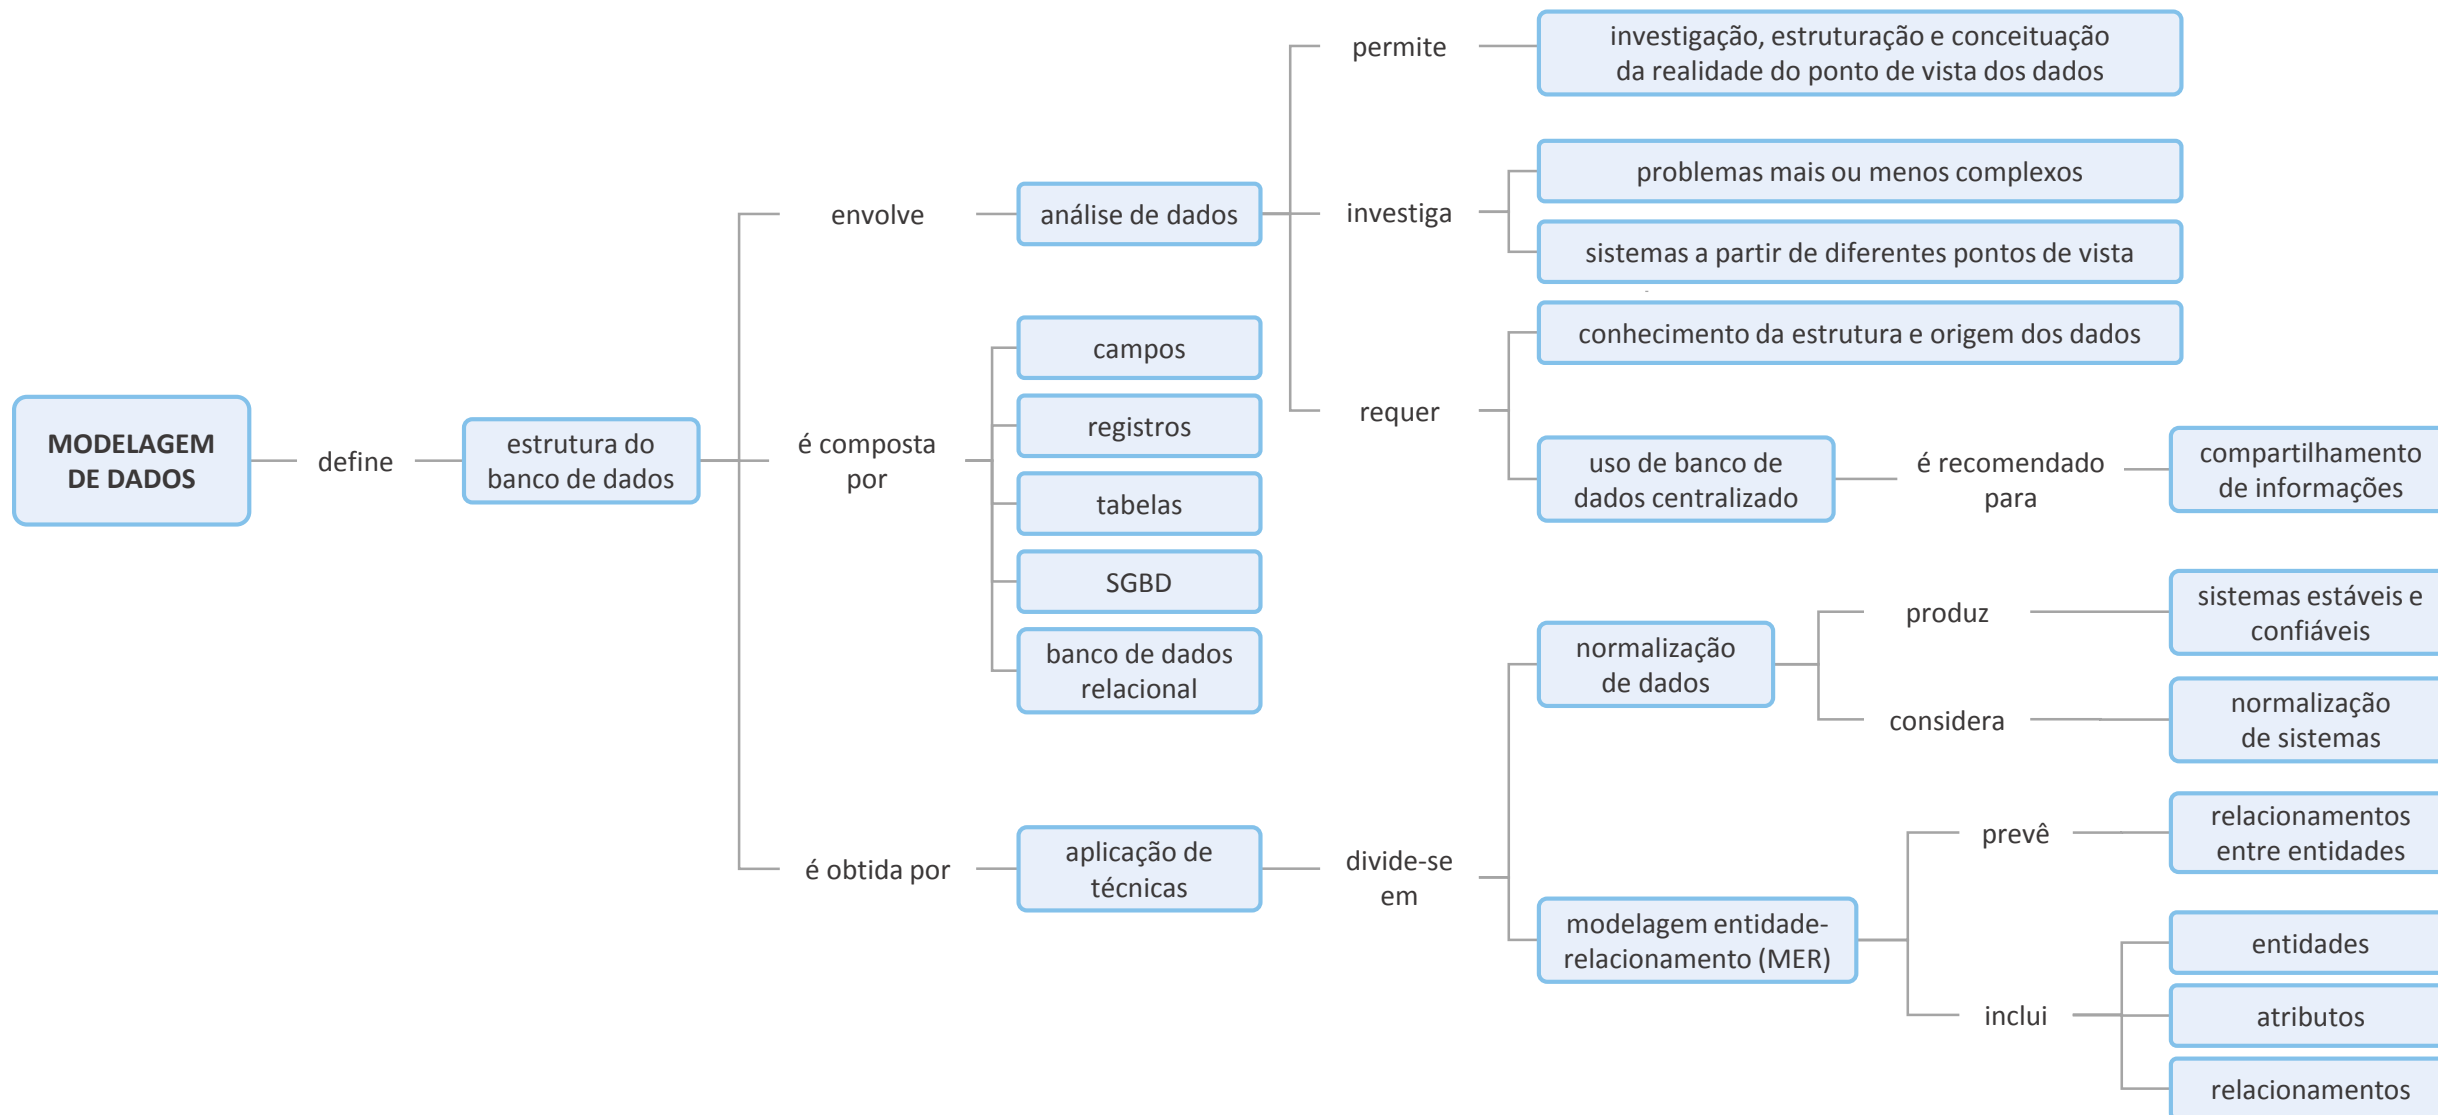 MODELAGEM
DE DADOS
define
estrutura do
banco de dados
envolve
análise de dados
permite
investigação, estruturação e conceituação
da realidade do ponto de vista dos dados
investiga
problemas mais ou menos complexos
sistemas a partir de diferentes pontos de vista
requer
conhecimento da estrutura e origem dos dados
uso de banco de
dados centralizado
é recomendado
para
compartilhamento
de informações
é composta
por
campos
registros
tabelas
SGBD
banco de dados
relacional
é obtida por
aplicação de
técnicas
divide-se
em
normalização
de dados
produz
sistemas estáveis e
confiáveis
considera
normalização
de sistemas
modelagem entidade-
relacionamento (MER)
prevê
relacionamentos
entre entidades
inclui
entidades
atributos
relacionamentos